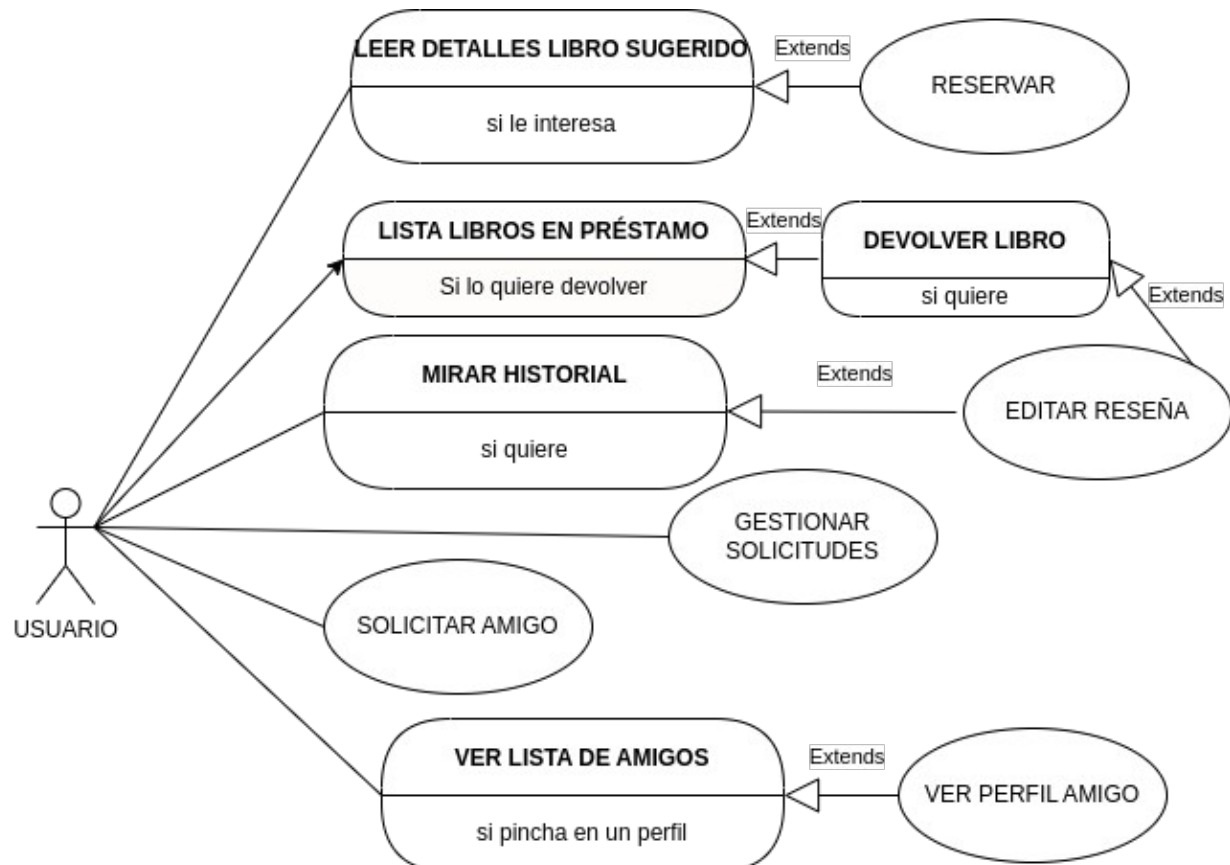 LEER DETALLES LIBRO SUGERIDO
si le interesa
Extends
RESERVAR
LISTA LIBROS EN PRÉSTAMO
Si lo quiere devolver
Extends
DEVOLVER LIBRO
si quiere
Extends
MIRAR HISTORIAL
si quiere
Extends
EDITAR RESEÑA
GESTIONAR
SOLICITUDES
USUARIO
SOLICITAR AMIGO
VER LISTA DE AMIGOS
si pincha en un perfil
Extends
VER PERFIL AMIGO